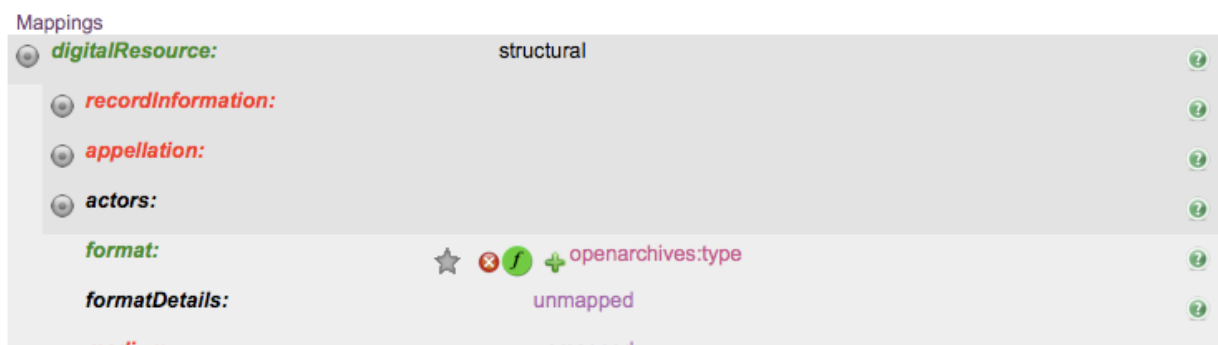 Mappings
digitalResource: structural
recordInformation:
appellation:
actors:
format: openarchives:type
formatDetails: unmapped